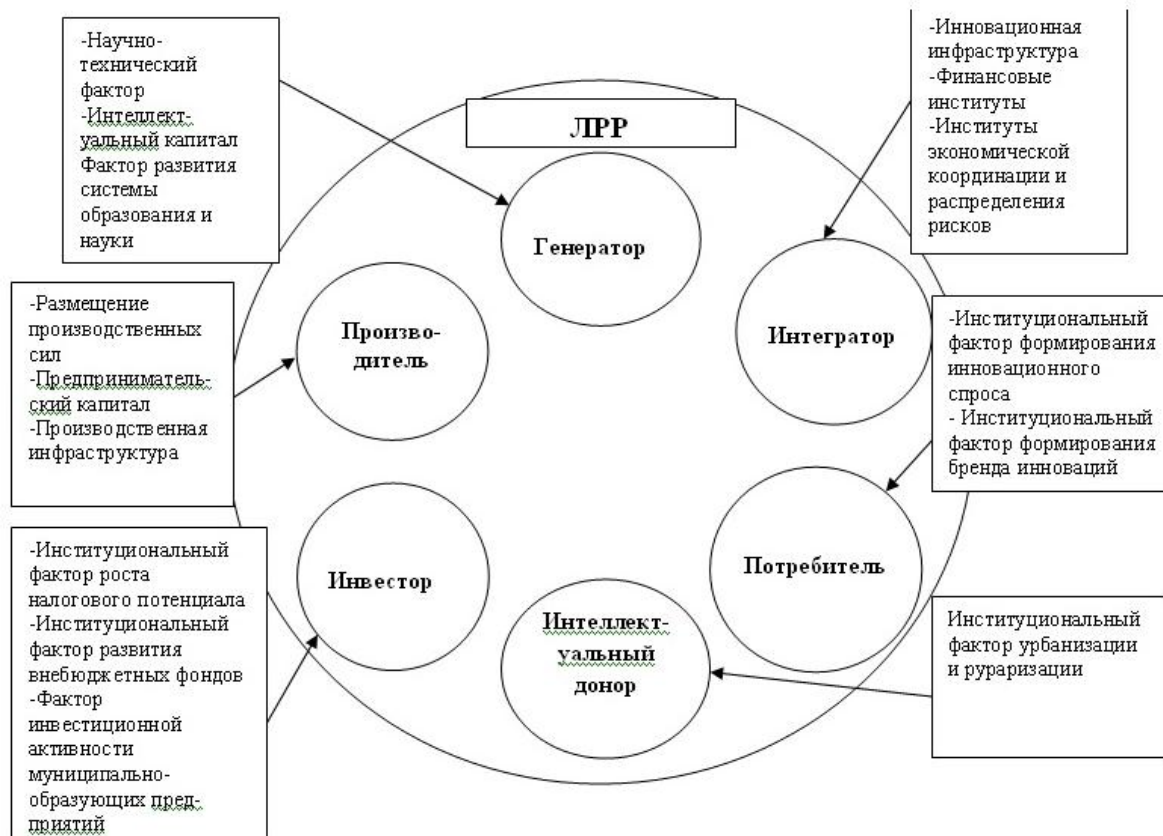 -Научно-
технический
фактор
-Интеллект-
уальный капитал
Фактор развития
системы
образования и
науки
ЛРР
-Инновационная
инфраструктура
-Финансовые
институты
-Институты
экономической
координации и
распределения
рисков
Генератор
-Размещение
производственных
сил
-Предприниматель-
ский капитал
-Производственная
инфраструктура
Произво-
дитель
Интегратор
-Институциональный
фактор формирования
инновационного
спроса
- Институциональный
фактор формирования
бренда инноваций
-Институциональный
фактор роста
налогового потенциала
-Институциональный
фактор развития
внебюджетных фондов
-Фактор
инвестиционной
активности
муниципально-
образующих пред-
приятий
Инвестор
Интеллект-
уальный
донор
Потребитель
Институциональный
фактор урбанизации
и рураризации